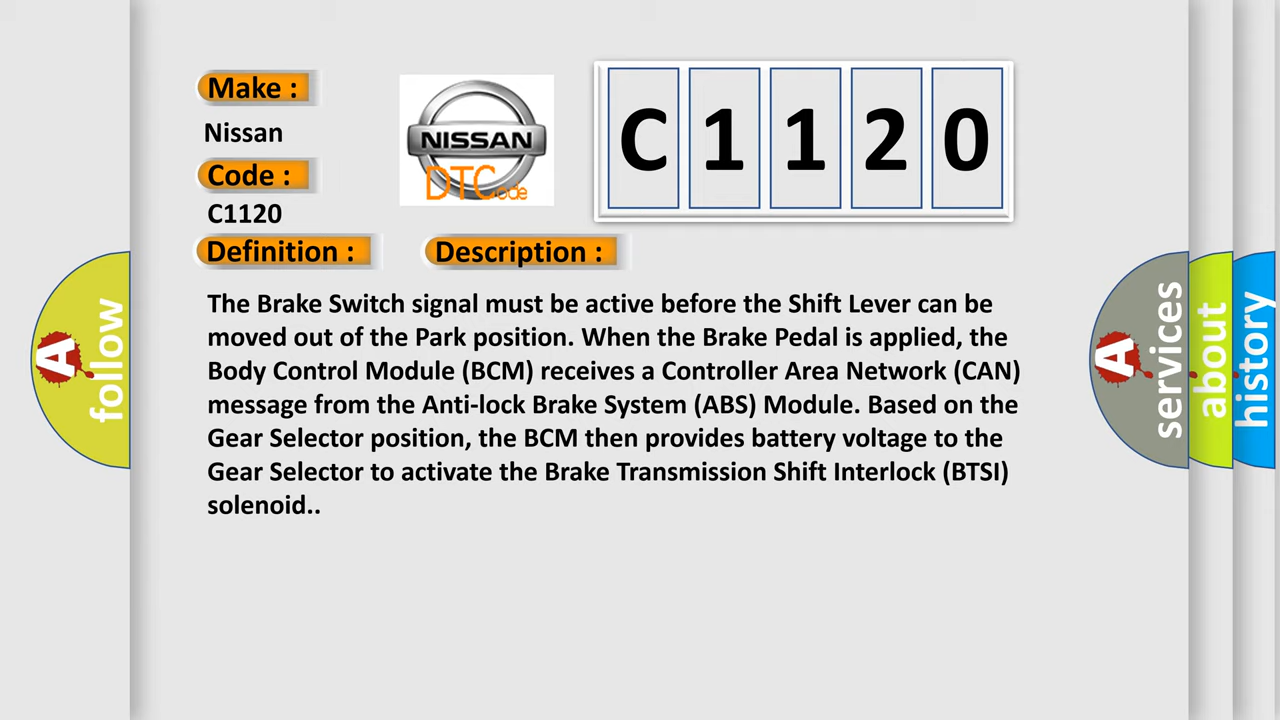 Make :
Nissan
Code :
C1120
NISSAN
DTCode
C1120
Definition :
Description :
The Brake Switch signal must be active before the Shift Lever can be
moved out of the Park position. When the Brake Pedal is applied, the
Body Control Module (BCM) receives a Controller Area Network (CAN)
message from the Anti-lock Brake System (ABS) Module. Based on the
Gear Selector position, the BCM then provides battery voltage to the
Gear Selector to activate the Brake Transmission Shift Interlock (BTSI)
solenoid..
A follow
A services
about
history